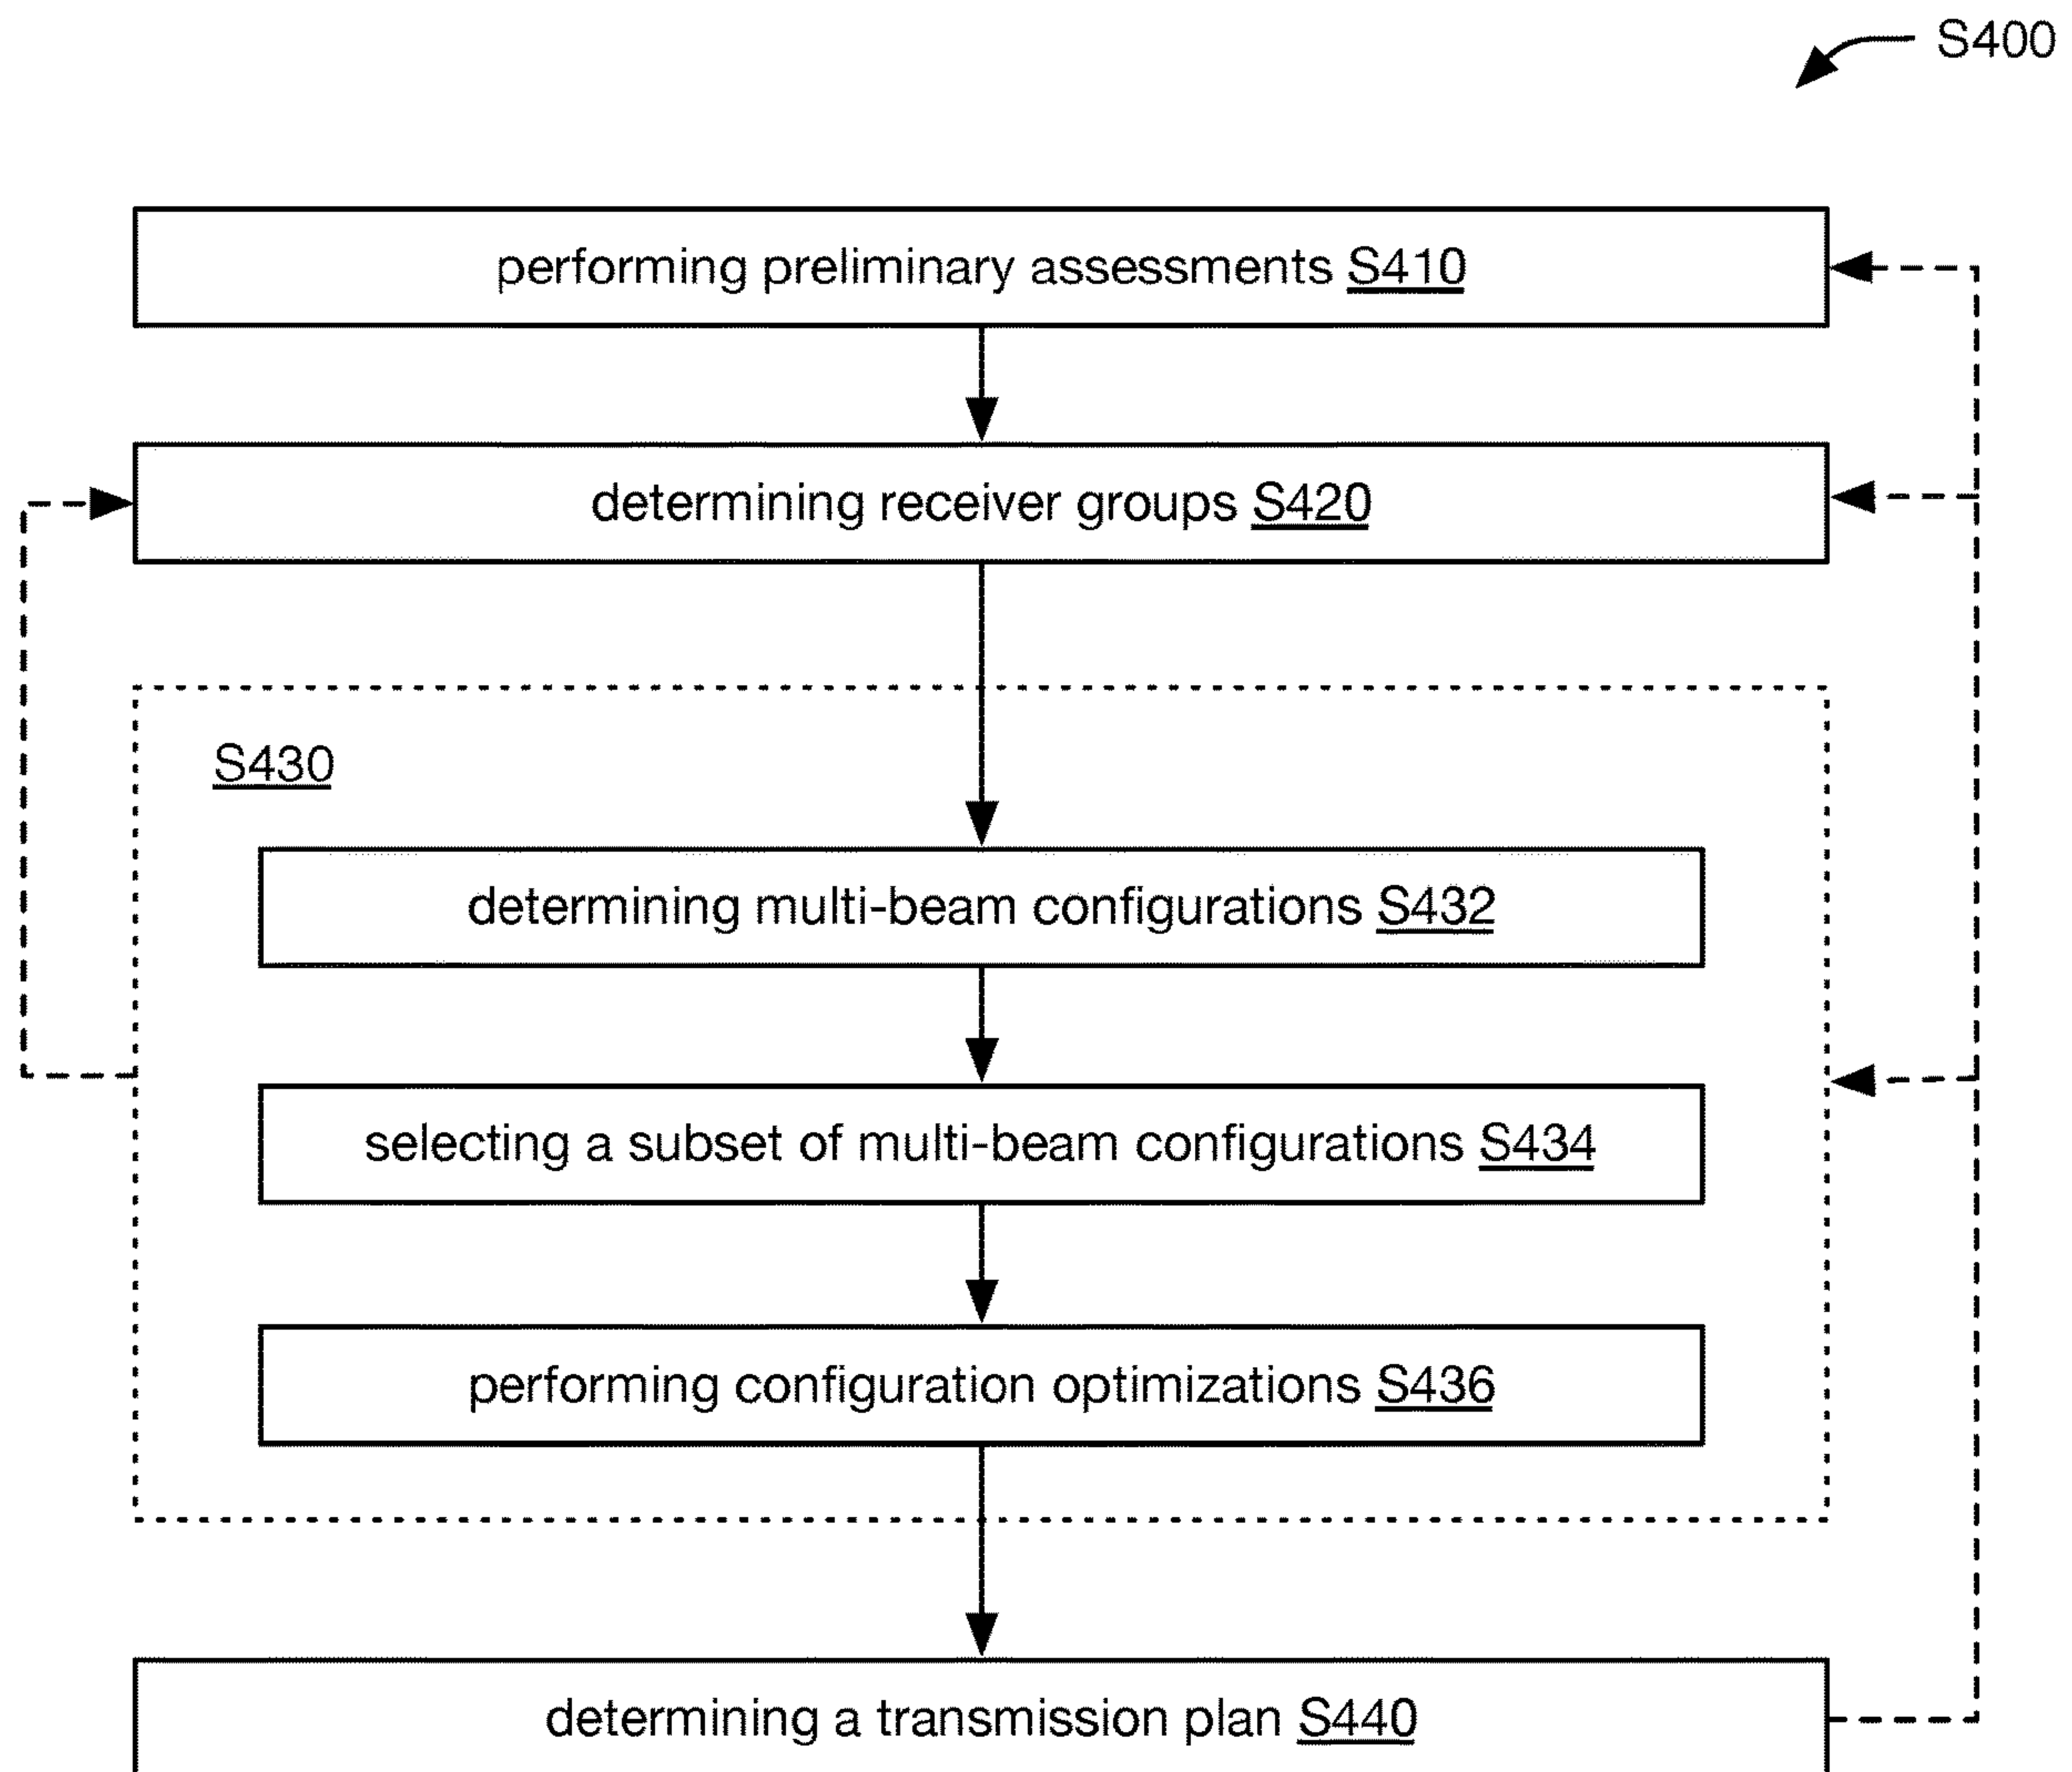 S400
performing preliminary assessments S410
determining receiver groups S420
S430
determining multi-beam configurations S432
selecting a subset of multi-beam configurations S434
performing configuration optimizations S436
determining a transmission plan S440